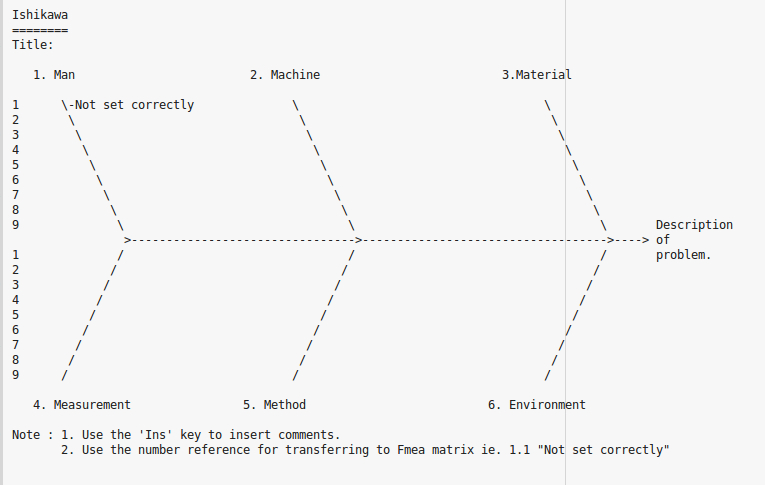 Ishikawa
========
Title:
   1. Man                         2. Machine                          3.Material
1      \-Not set correctly              \                                   \
2       \                                \                                   \
3        \                                \                                   \
4         \                                \                                   \
5          \                                \                                   \
6           \                                \                                   \
7            \                                \                                   \
8             \                                \                                   \
9              \                                \                                   \       Description
                >-------------------------------->----------------------------------->----> of
1              /                                /                                   /       problem.
2             /                                /                                   /
3            /                                /                                   /
4           /                                /                                   /
5          /                                /                                   /
6         /                                /                                   /
7        /                                /                                   /
8       /                                /                                   /
9      /                                /                                   /
   4. Measurement                5. Method                          6. Environment
Note : 1. Use the 'Ins' key to insert comments.
       2. Use the number reference for transferring to Fmea matrix ie. 1.1 "Not set correctly"